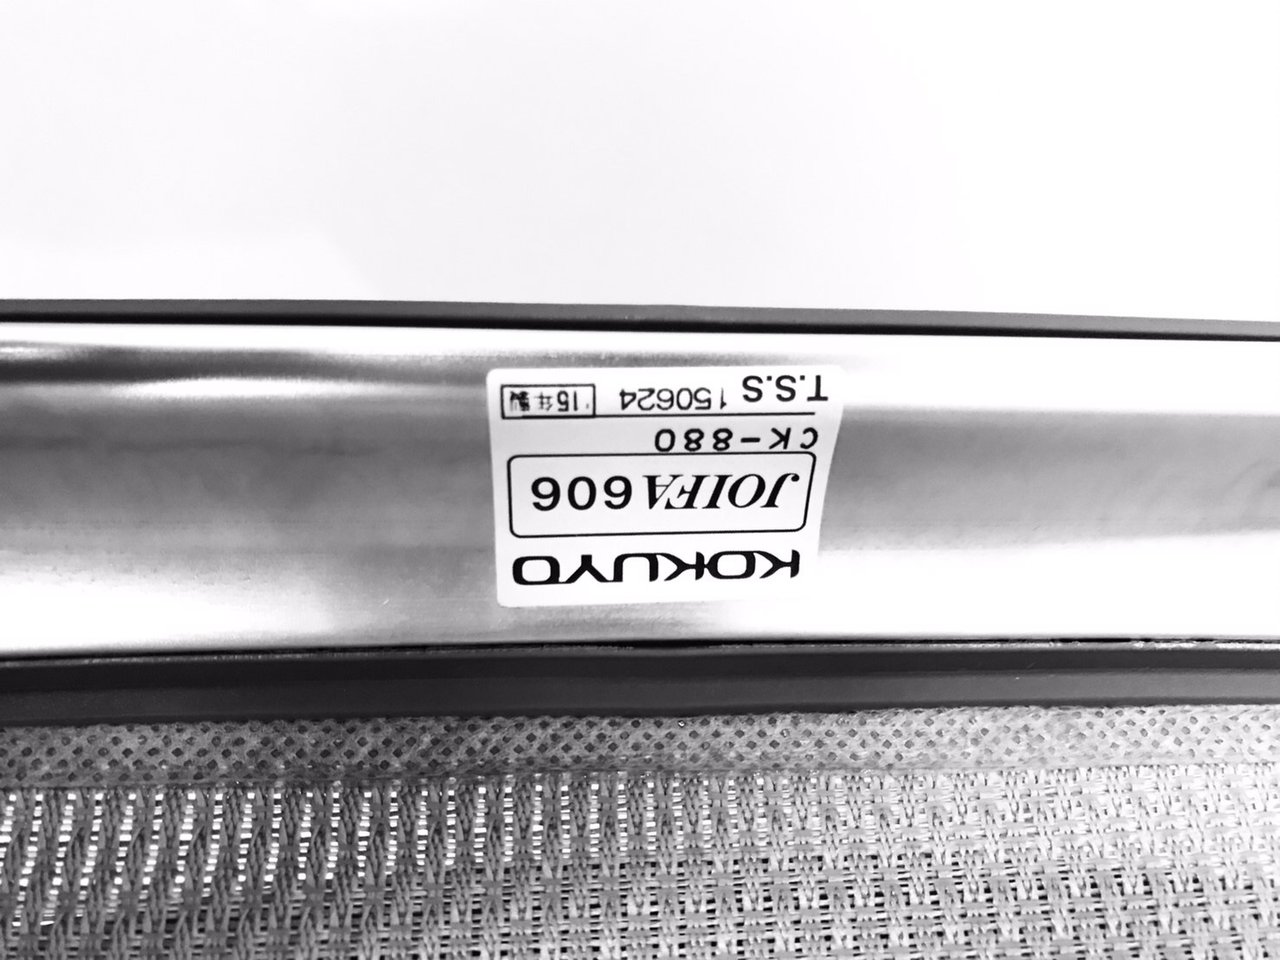 KOKUYO
JOIFA606
CK-880
T.S.S 150624 '15年製